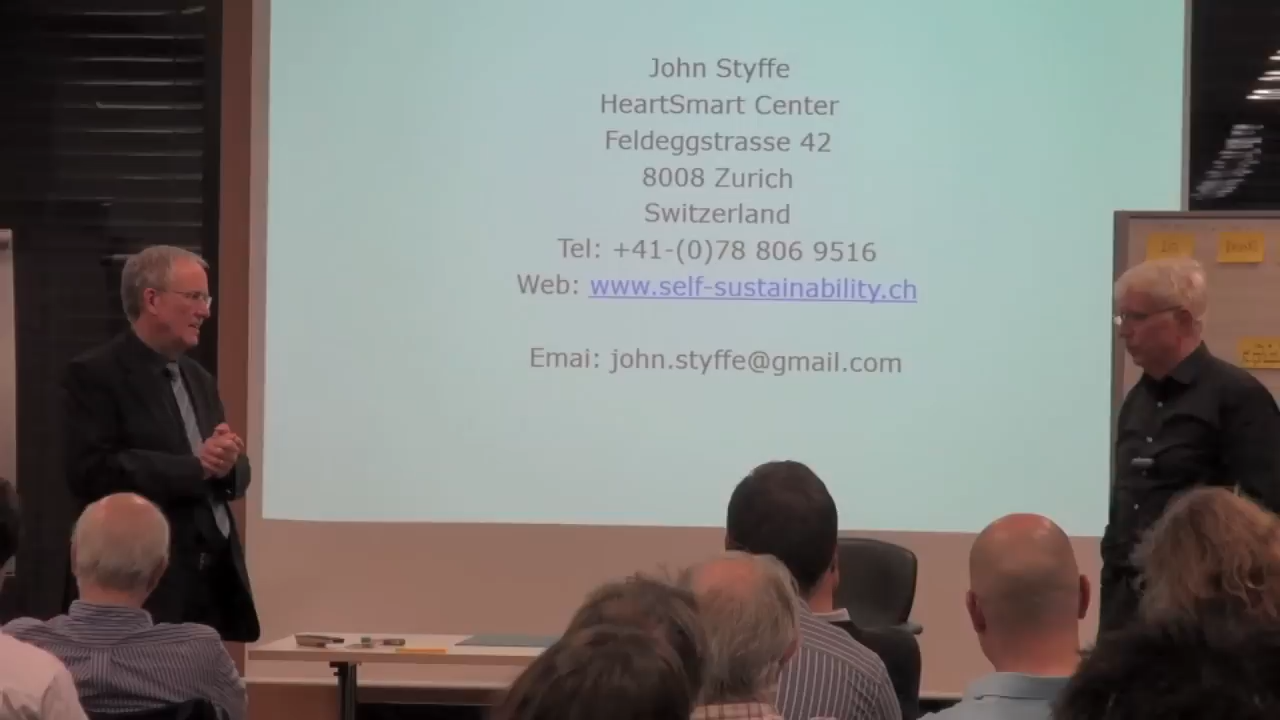 John Styffe
HeartSmart Center
Feldeggstrasse 42
8008 Zurich
Switzerland
Tel: +41-(0)78 806 9516
Web: www.self-sustainability.ch
Emai: john.styffe@gmail.com